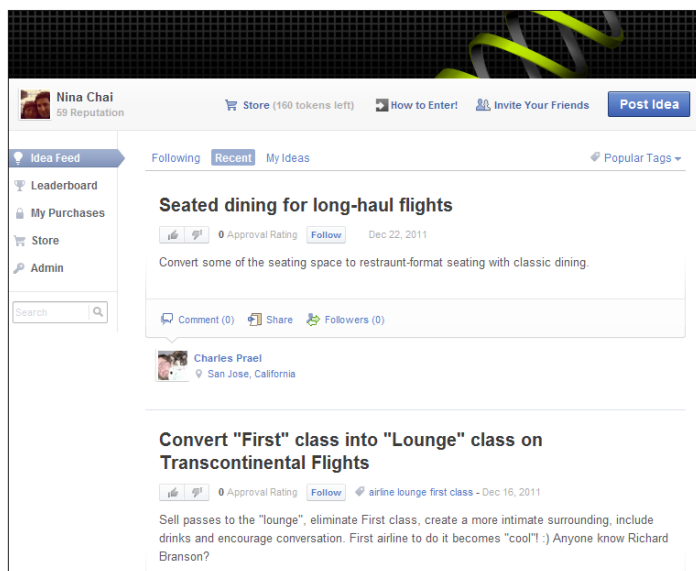 Nina Chai
59 Reputation
Store (160 tokens left)
How to Enter!
Invite Your Friends
Post Idea
Idea Feed
Leaderboard
My Purchases
Store
Admin
Search
Following
Recent
My Ideas
Popular Tags
Seated dining for long-haul flights
0 Approval Rating
Follow
Dec 22, 2011
Convert some of the seating space to restraunt-format seating with classic dining.
Comment (0)
Share
Followers (0)
Charles Prael
San Jose, California
Convert "First" class into "Lounge" class on
Transcontinental Flights
0 Approval Rating
Follow
airline lounge first class - Dec 16, 2011
Sell passes to the "lounge", eliminate First class, create a more intimate surrounding, include
drinks and encourage conversation. First airline to do it becomes "cool"! :) Anyone know Richard
Branson?